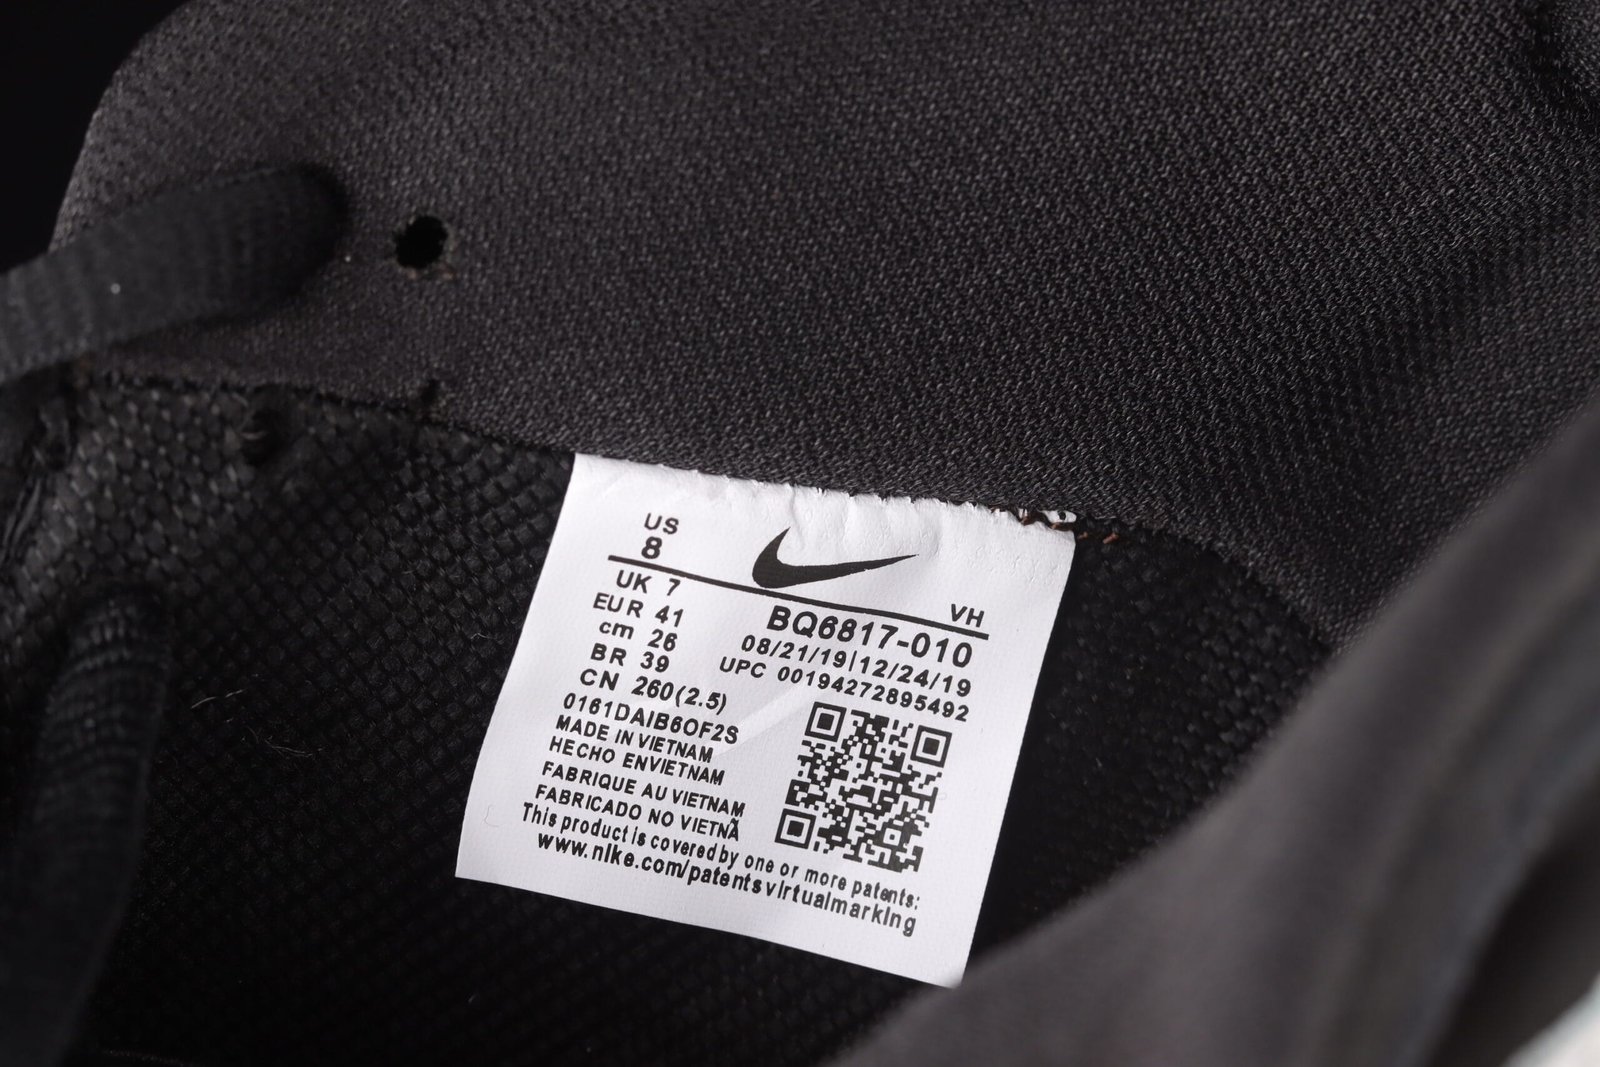 US
8
VH
UK 7
BQ6817-010
EUR 41
08/21/19|12/24/19
cm 26
UPC 00194272895492
BR 39
CN 260(2.5)
0161DAIB6OF2S
MADE IN VIETNAM
HECHO ENVIETNAM
FABRIQUE AU VIETNAM
FABRICADO NO VIETNÃ
This product is covered by one or more patents:
www.nike.com/patentsvirtualmarking